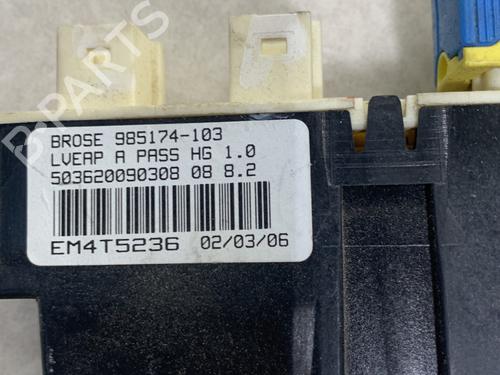 BROSE 985174-103
LVEAP A PASS HG 1.0
503620090308 08 8.2
EM4T5236 02/03/06